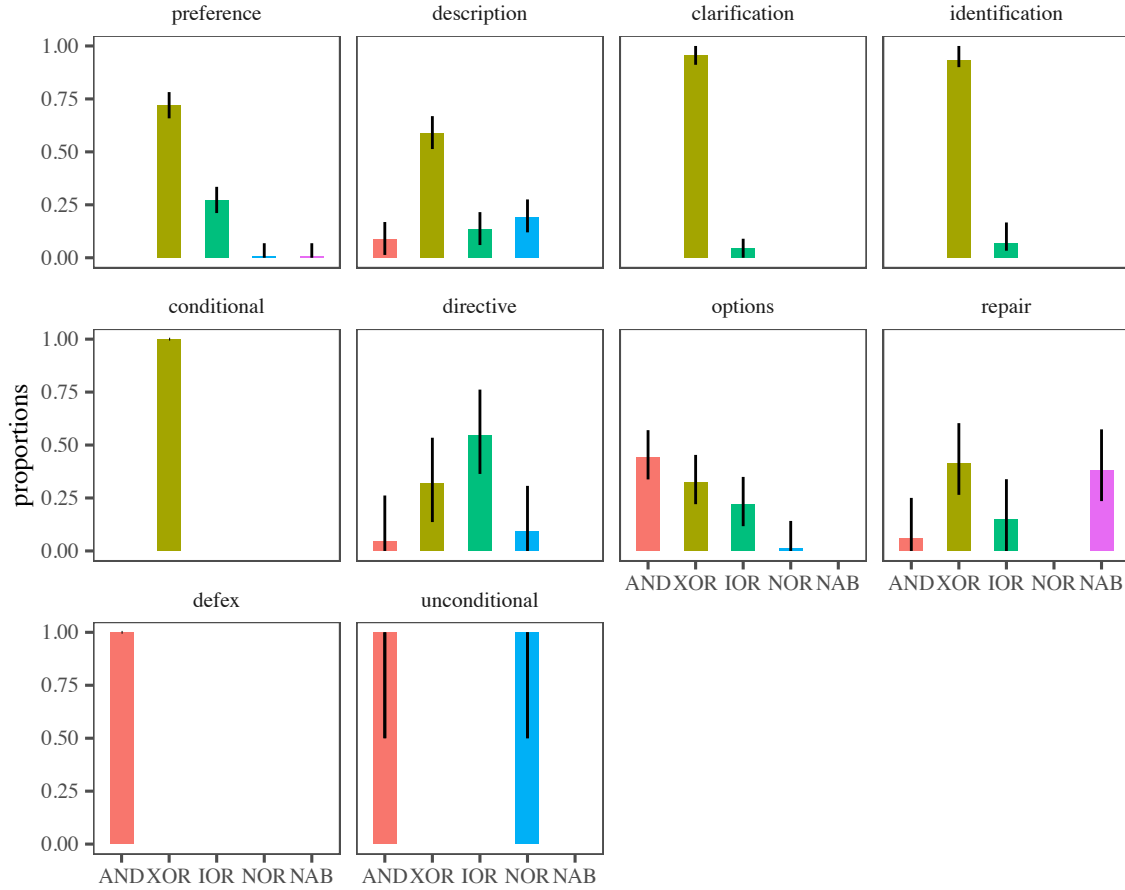 preference description clarification identification
1.00
0.75
0.50
0.25
0.00
conditional directive options repair
1.00
0.75
0.50
0.25
0.00
proportions
AND XOR IOR NOR NAB AND XOR IOR NOR NAB
defex unconditional
1.00
0.75
0.50
0.25
0.00
AND XOR IOR NOR NAB AND XOR IOR NOR NAB